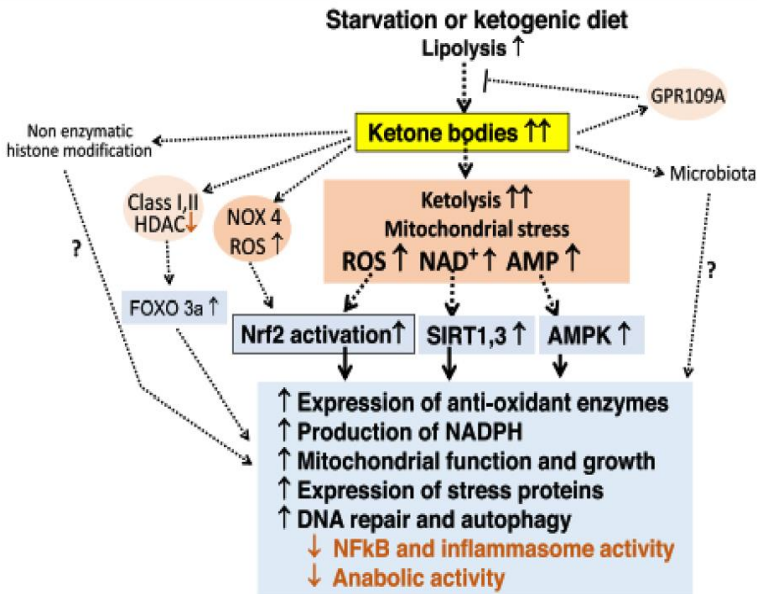 Starvation or ketogenic diet
Lipolysis ↑
GPR109A
Ketone bodies ↑↑
Non enzymatic
histone modification
Microbiota
Class I,II
HDAC↓
NOX 4
ROS ↑
Ketolysis ↑↑
Mitochondrial stress
ROS ↑ NAD⁺ ↑ AMP ↑
?
?
FOXO 3a ↑
Nrf2 activation↑
SIRT1,3 ↑
AMPK ↑
↑ Expression of anti-oxidant enzymes
↑ Production of NADPH
↑ Mitochondrial function and growth
↑ Expression of stress proteins
↑ DNA repair and autophagy
↓ NFkB and inflammasome activity
↓ Anabolic activity